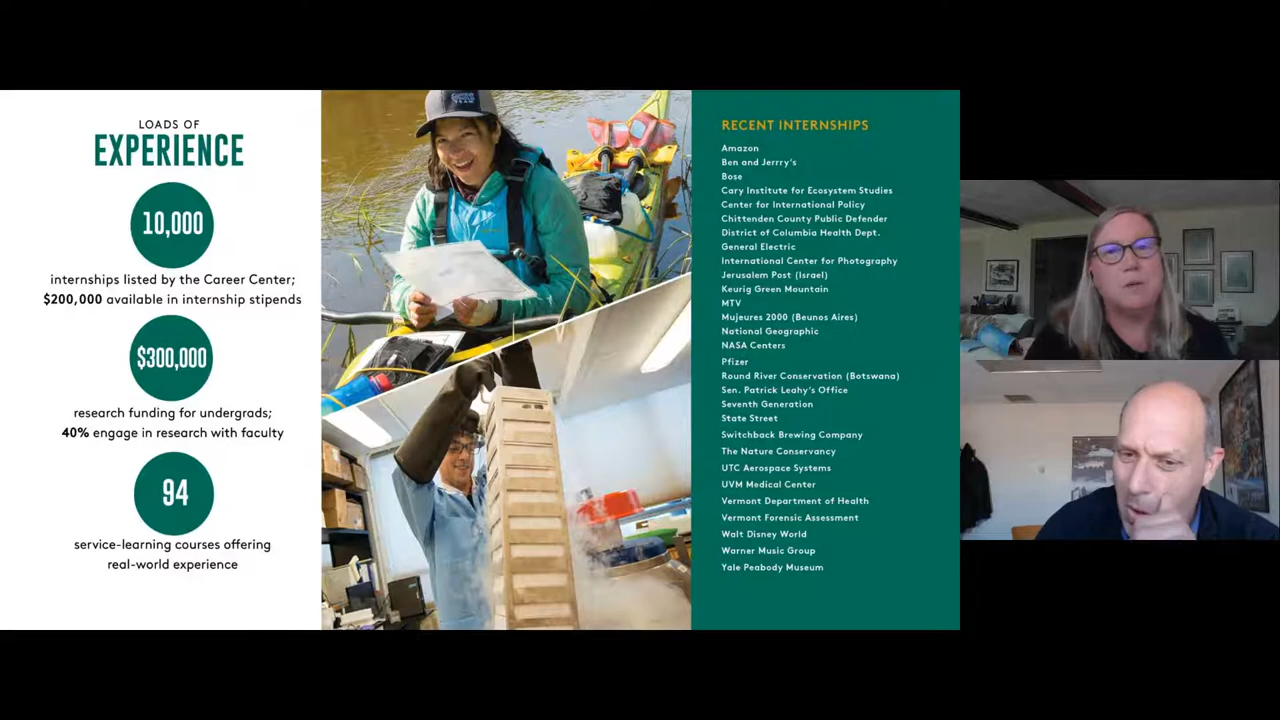 LOADS OF
EXPERIENCE
10,000
internships listed by the Career Center;
$200,000 available in internship stipends
$300,000
research funding for undergrads;
40% engage in research with faculty
94
service-learning courses offering
real-world experience
RECENT INTERNSHIPS
Amazon
Ben and Jerrry's
Bose
Cary Institute for Ecosystem Studies
Center for International Policy
Chittenden County Public Defender
District of Columbia Health Dept.
General Electric
International Center for Photography
Jerusalem Post (Israel)
Keurig Green Mountain
MTV
Mujeures 2000 (Beunos Aires)
National Geographic
NASA Centers
Pfizer
Round River Conservation (Botswana)
Sen. Patrick Leahy's Office
Seventh Generation
State Street
Switchback Brewing Company
The Nature Conservancy
UTC Aerospace Systems
UVM Medical Center
Vermont Department of Health
Vermont Forensic Assessment
Walt Disney World
Warner Music Group
Yale Peabody Museum